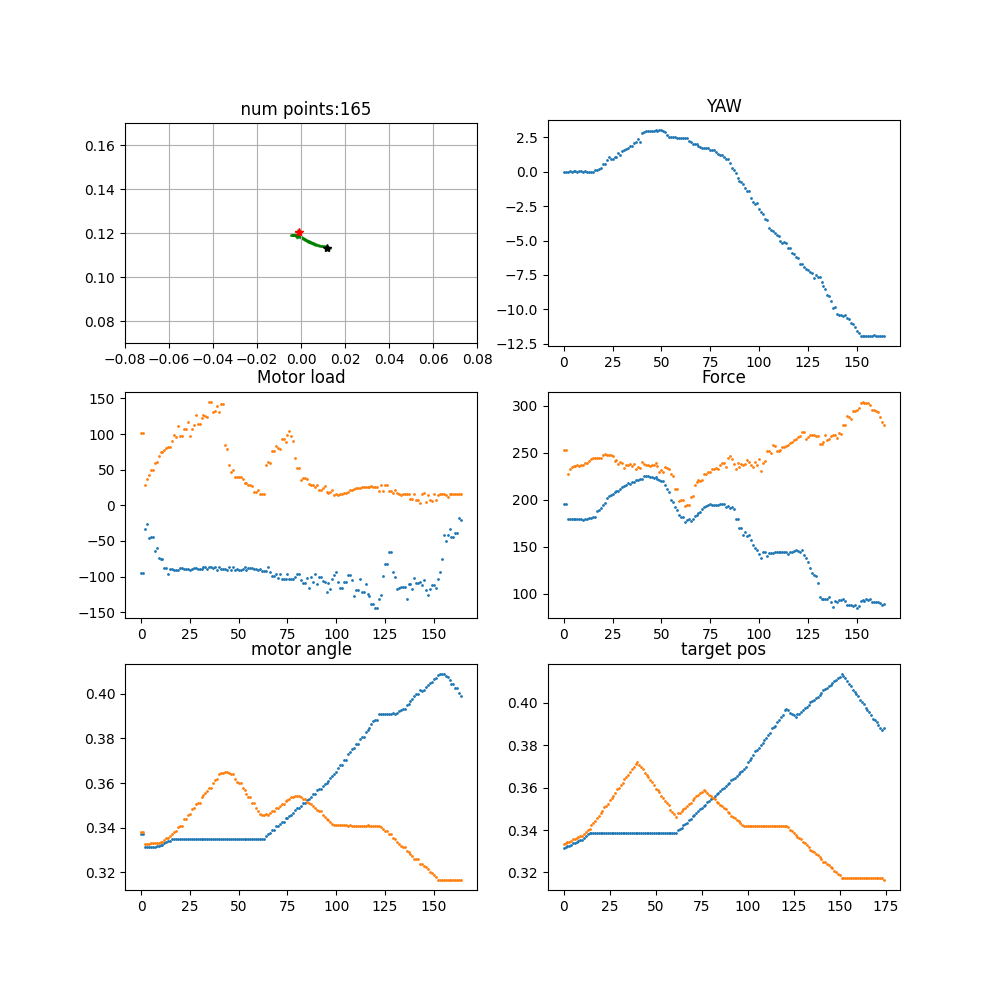 num points:165
YAW
0.16
0.14
0.12
0.10
0.08
−0.08 −0.06 −0.04 −0.02 0.00 0.02 0.04 0.06 0.08
2.5
0.0
−2.5
−5.0
−7.5
−10.0
−12.5
0 25 50 75 100 125 150
Motor load
Force
150
100
50
0
−50
−100
−150
0 25 50 75 100 125 150
300
250
200
150
100
0 25 50 75 100 125 150
motor angle
target pos
0.40
0.38
0.36
0.34
0.32
0 25 50 75 100 125 150
0.40
0.38
0.36
0.34
0.32
0 25 50 75 100 125 150 175